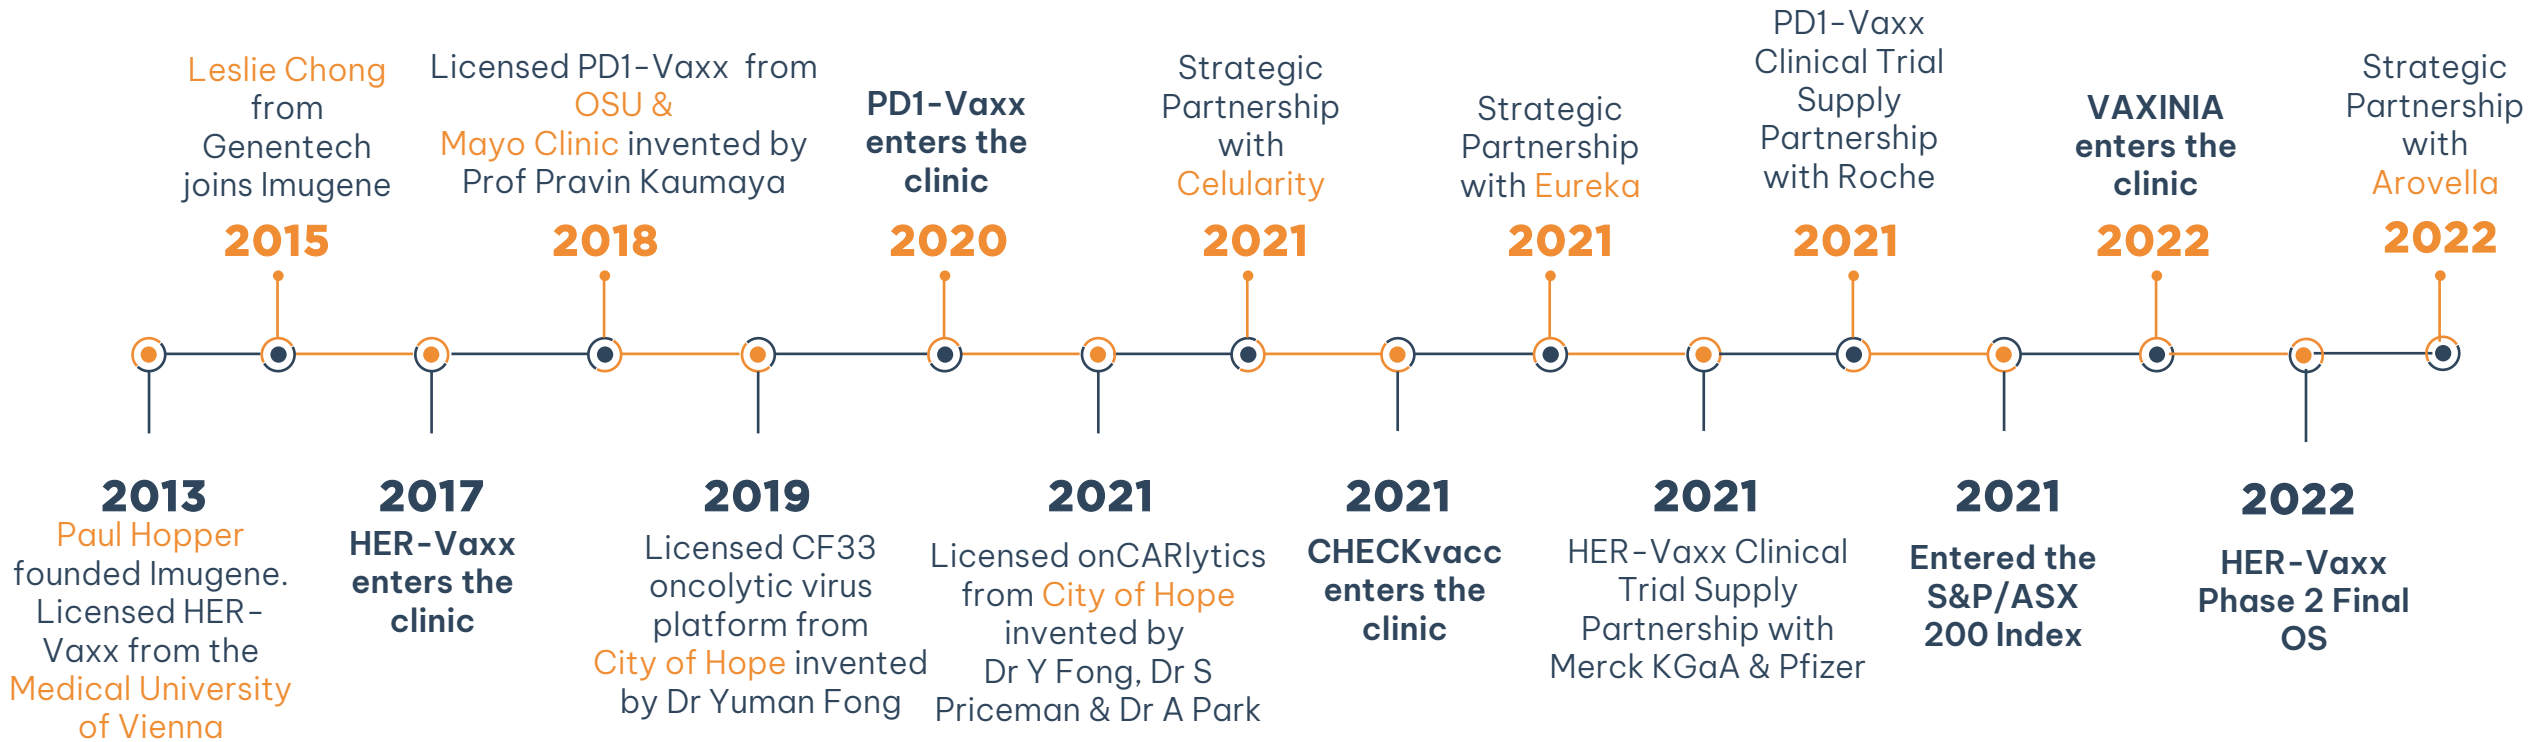 Leslie Chong
from
Genentech
joins Imugene
2015
Licensed PD1-Vaxx from
OSU &
Mayo Clinic invented by
Prof Pravin Kaumaya
2018
PD1-Vaxx
enters the
clinic
2020
Strategic
Partnership
with
Celularity
2021
Strategic
Partnership
with Eureka
2021
PD1-Vaxx
Clinical Trial
Supply
Partnership
with Roche
2021
VAXINIA
enters the
clinic
2022
Strategic
Partnership
with
Arovella
2022
2013
Paul Hopper
founded Imugene.
Licensed HER-
Vaxx from the
Medical University
of Vienna
2017
HER-Vaxx
enters the
clinic
2019
Licensed CF33
oncolytic virus
platform from
City of Hope invented
by Dr Yuman Fong
2021
Licensed onCARlytics
from City of Hope
invented by
Dr Y Fong, Dr S
Priceman & Dr A Park
2021
CHECKvacc
enters the
clinic
2021
HER-Vaxx Clinical
Trial Supply
Partnership with
Merck KGaA & Pfizer
2021
Entered the
S&P/ASX
200 Index
2022
HER-Vaxx
Phase 2 Final
OS